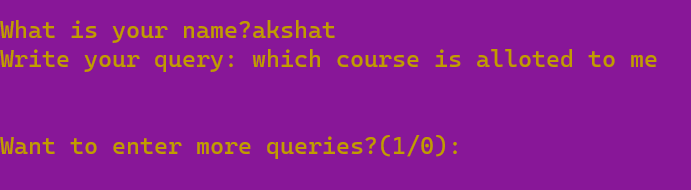 What is your name?akshat
Write your query: which course is alloted to me
Want to enter more queries?(1/0):